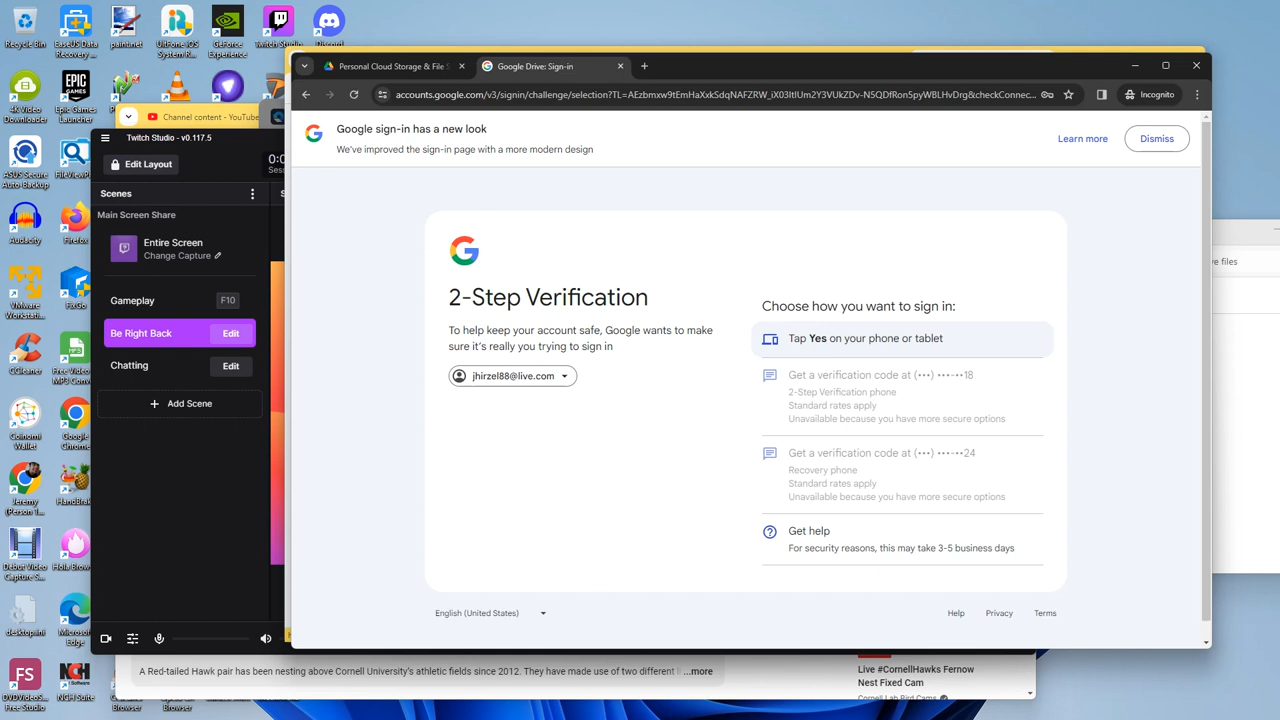 Recycle Bin
EaseUS Data
Recovery ...
paint.net
UltFone iOS
System R...
GeForce
Experience
Twitch Studio
Discord
4K Video
Downloader
Epic Games
Launcher
ASUS Secure
Auto-Backup
FileViewPro
Audacity
Firefox
VMware
Workstati...
FixGo
CCleaner
Free Video
MP3 Conve
Coinomi
Wallet
Google
Chrome
Jeremy
(Person 1...
HandBrake
Debut Video
Capture S...
Hola Browse
desktop.ini
Microsoft
Edge
DVDVideoS...
Free Studio
NCH Suite
Channel content - YouTube
Twitch Studio - v0.117.5
Edit Layout
Scenes
Main Screen Share
Entire Screen
Change Capture
Gameplay
F10
Be Right Back
Edit
Chatting
Edit
Add Scene
Personal Cloud Storage & File S
Google Drive: Sign-in
accounts.google.com/v3/signin/challenge/selection?TL=AEzbmxw9tEmHaXxkSdqNAFZRW_W0J3ltlUm2Y3VUkZDv-N5QDfRon5pyWBLHvDrg&checkConnec...
Incognito
Google sign-in has a new look
We've improved the sign-in page with a more modern design
Learn more
Dismiss
2-Step Verification
To help keep your account safe, Google wants to make
sure it's really you trying to sign in
jhirzel88@live.com
Choose how you want to sign in:
Tap Yes on your phone or tablet
Get a verification code at (•••) •••-••18
2-Step Verification phone
Standard rates apply
Unavailable because you have more secure options
Get a verification code at (•••) •••-••24
Recovery phone
Standard rates apply
Unavailable because you have more secure options
Get help
For security reasons, this may take 3-5 business days
English (United States)
Help
Privacy
Terms
ve files
A Red-tailed Hawk pair has been nesting above Cornell University's athletic fields since 2012. They have made use of two different
...more
Live #CornellHawks Fernow
Nest Fixed Cam
Cornell Lab Bird Cams